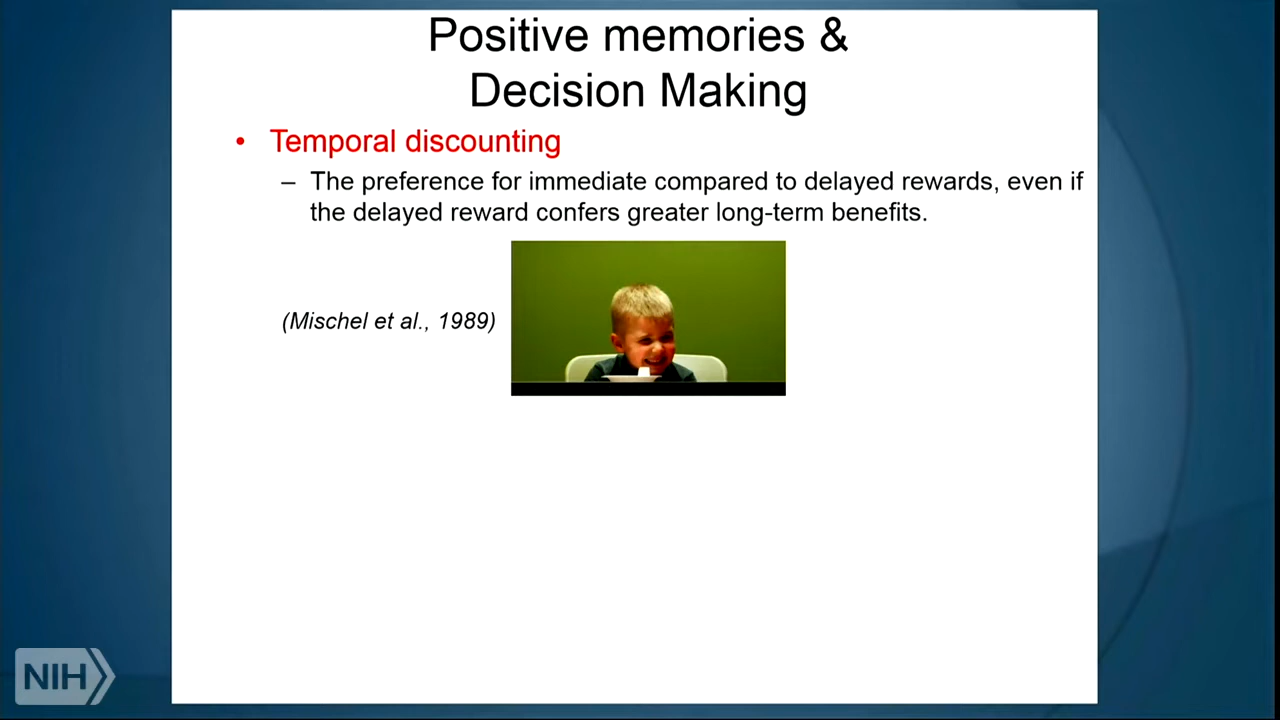 Positive memories &
Decision Making
• Temporal discounting
– The preference for immediate compared to delayed rewards, even if
the delayed reward confers greater long-term benefits.
(Mischel et al., 1989)
NIH